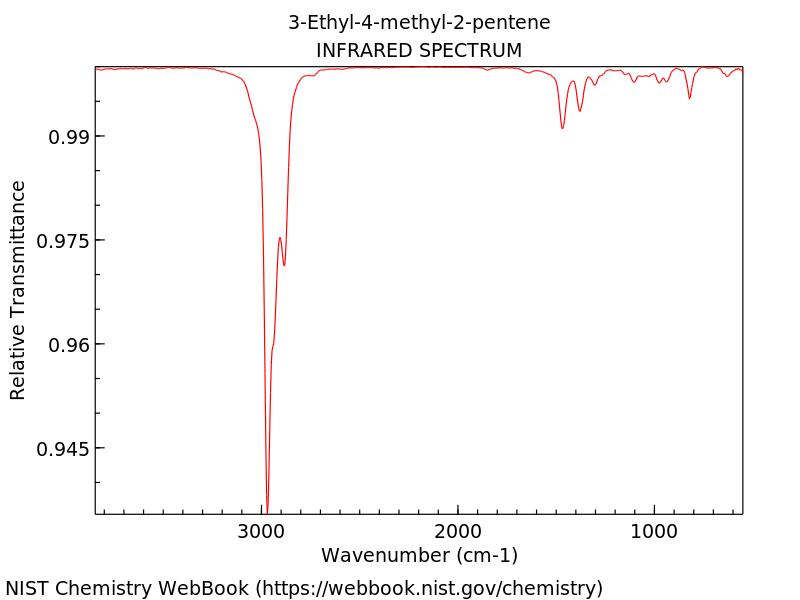 3-Ethyl-4-methyl-2-pentene
INFRARED SPECTRUM
Relative Transmittance
0.99
0.975
0.96
0.945
3000 2000 1000
Wavenumber (cm-1)
NIST Chemistry WebBook (https://webbook.nist.gov/chemistry)